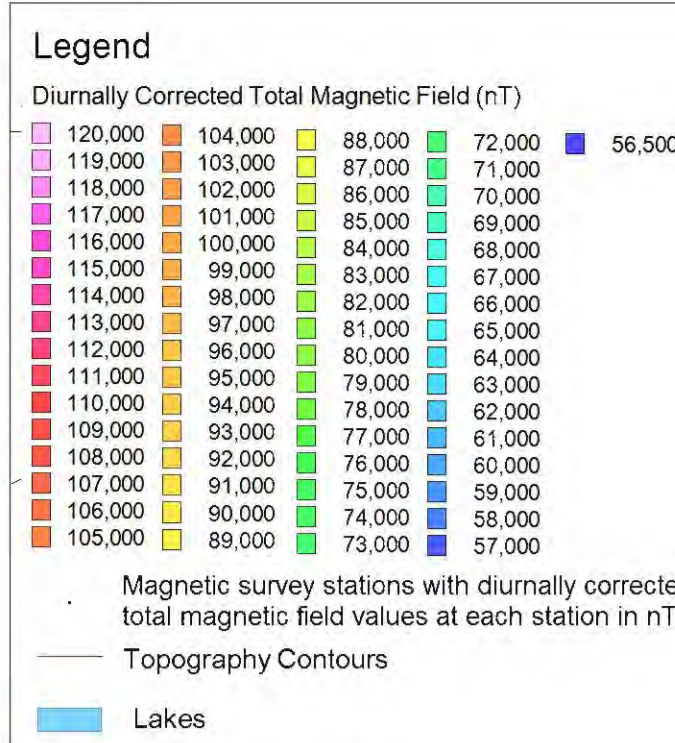 Legend
Diurnally Corrected Total Magnetic Field (nT)
120,000 104,000 88,000 72,000 56,500
119,000 103,000 87,000 71,000
118,000 102,000 86,000 70,000
117,000 101,000 85,000 69,000
116,000 100,000 84,000 68,000
115,000 99,000 83,000 67,000
114,000 98,000 82,000 66,000
113,000 97,000 81,000 65,000
112,000 96,000 80,000 64,000
111,000 95,000 79,000 63,000
110,000 94,000 78,000 62,000
109,000 93,000 77,000 61,000
108,000 92,000 76,000 60,000
107,000 91,000 75,000 59,000
106,000 90,000 74,000 58,000
105,000 89,000 73,000 57,000
Magnetic survey stations with diurnally correcte
total magnetic field values at each station in nT
Topography Contours
Lakes